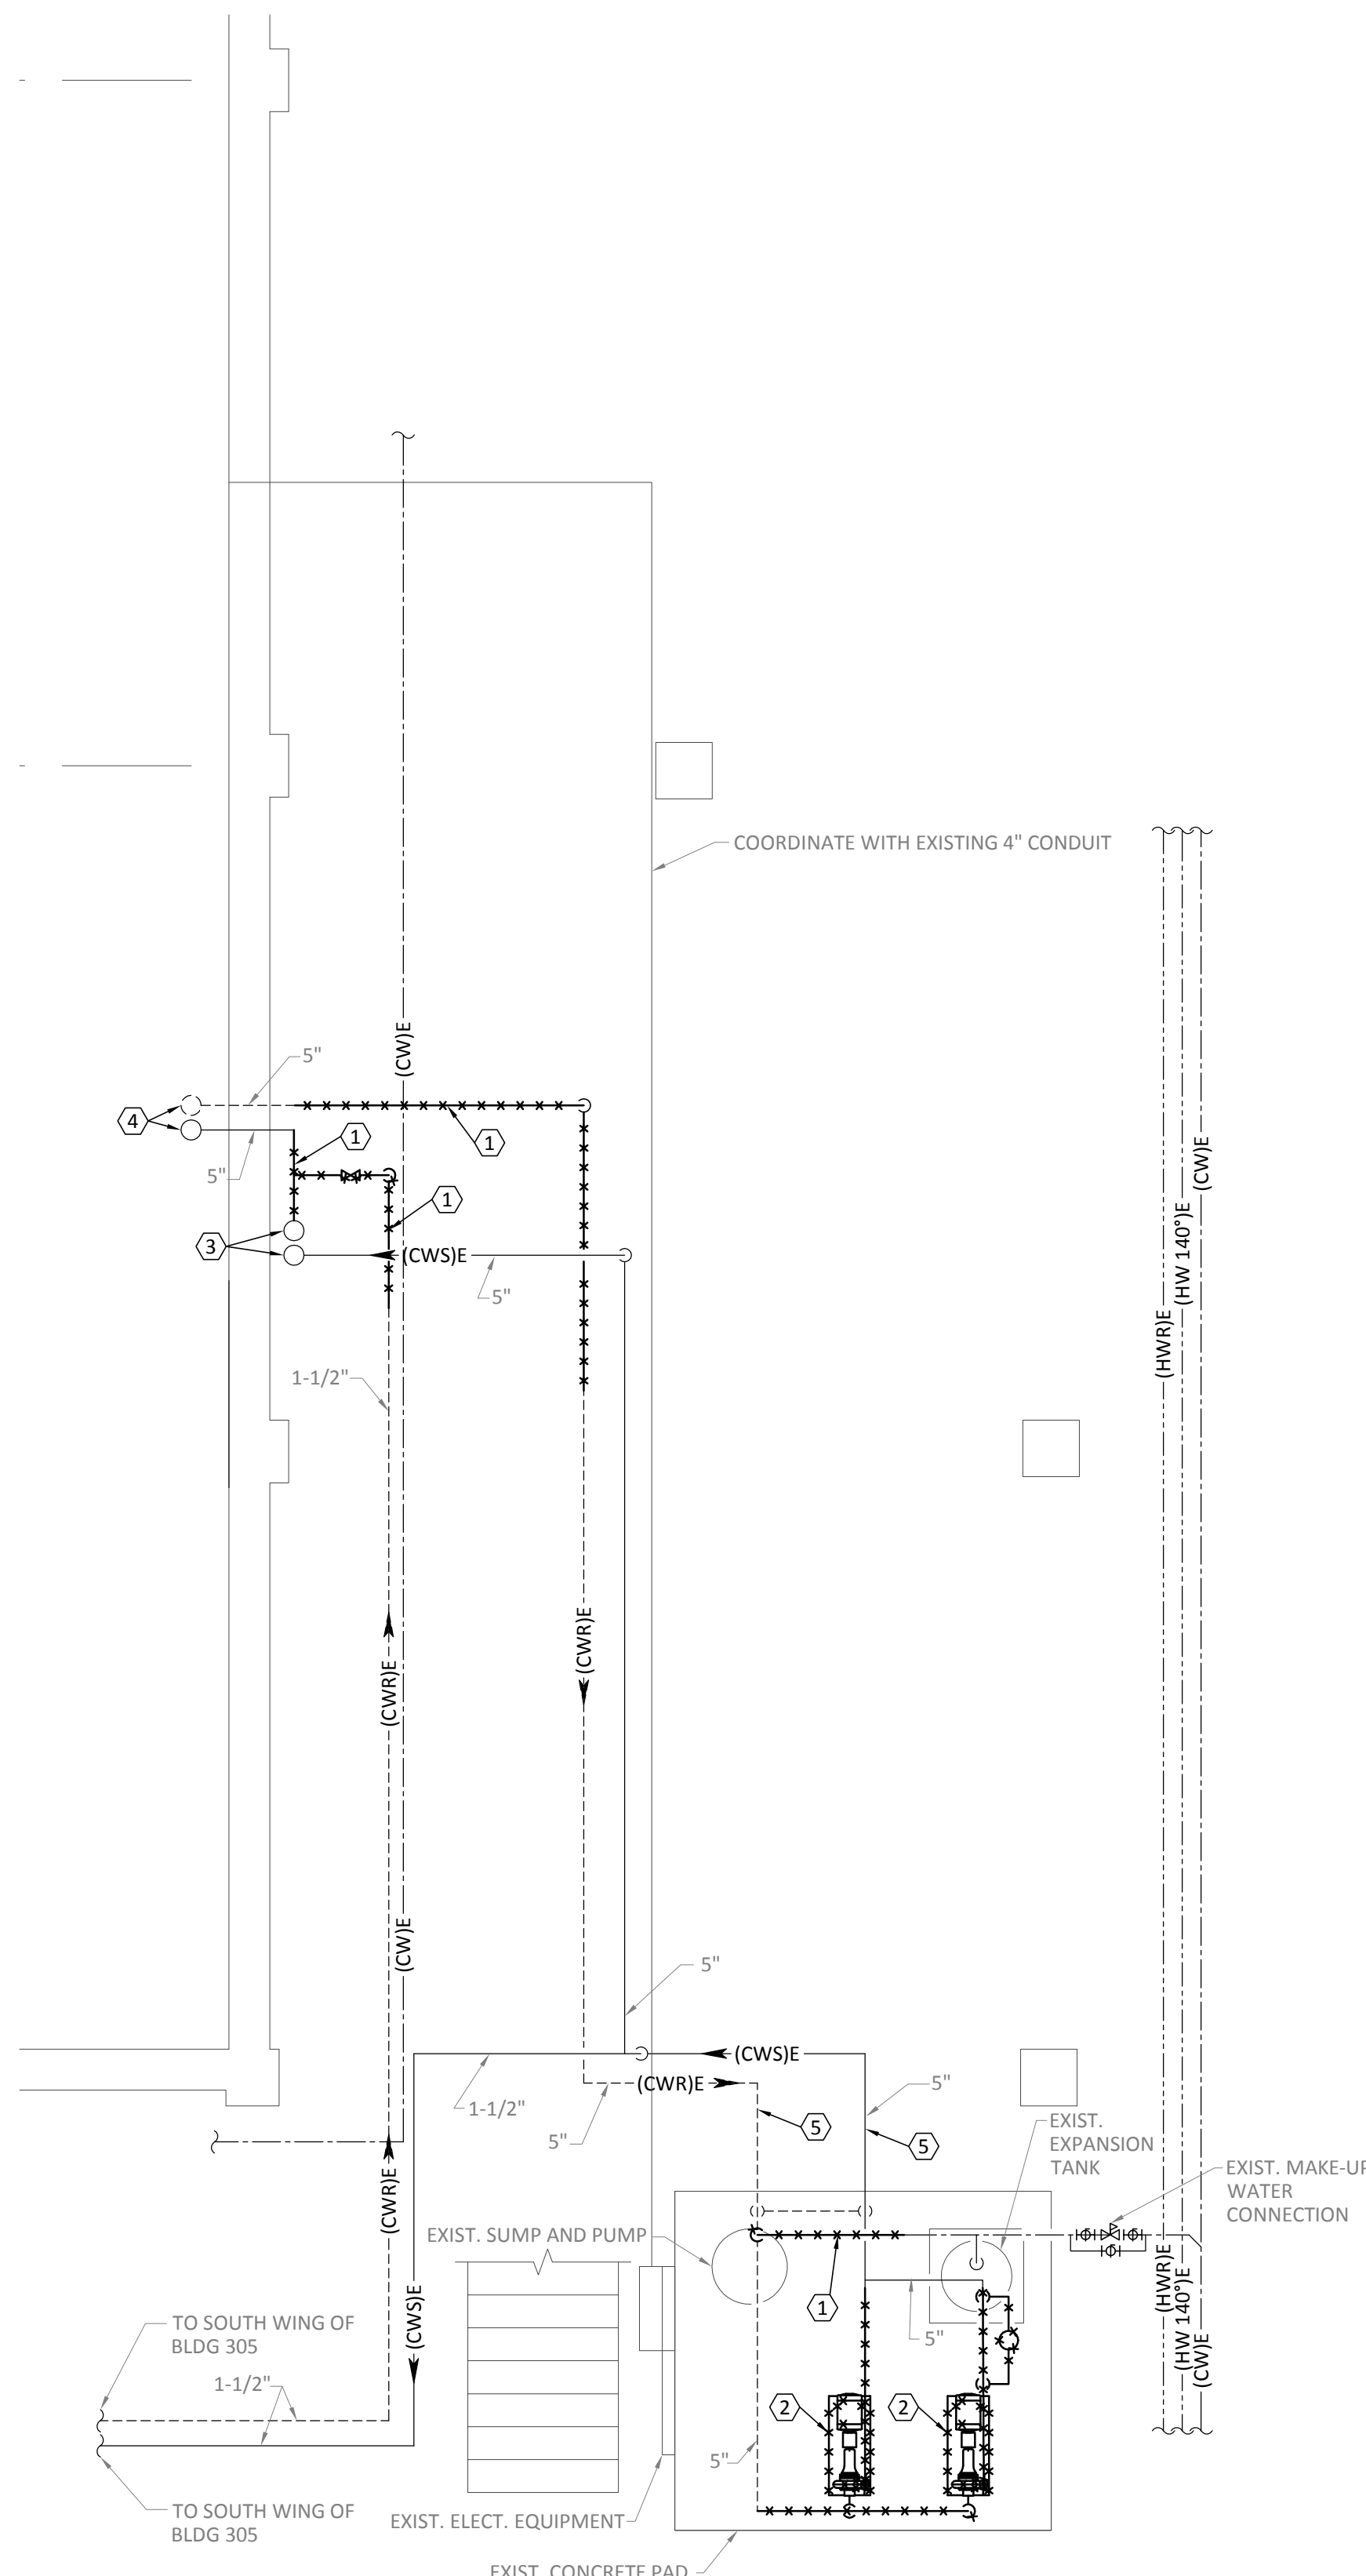 COORDINATE WITH EXISTING 4" CONDUIT
(CW)E
5"
4
1
1
5"
(CW)E
1
(HW 140°)E
3
(CWS)E
5"
(HWR)E
1-1/2"
(CWR)E
(CWR)E
(CW)E
5"
(CWS)E
5"
(CWR)E
1-1/2"
5"
5
5
EXIST.
EXPANSION
TANK
EXIST. MAKE-UP
WATER
CONNECTION
(CWR)E
EXIST. SUMP AND PUMP
1
5"
(HWR)E
(HW 140°)E
(CW)E
(CWS)E
TO SOUTH WING OF
BLDG 305
1-1/2"
2
2
5"
TO SOUTH WING OF
BLDG 305
EXIST. ELECT. EQUIPMENT
EXIST. CONCRETE PAD